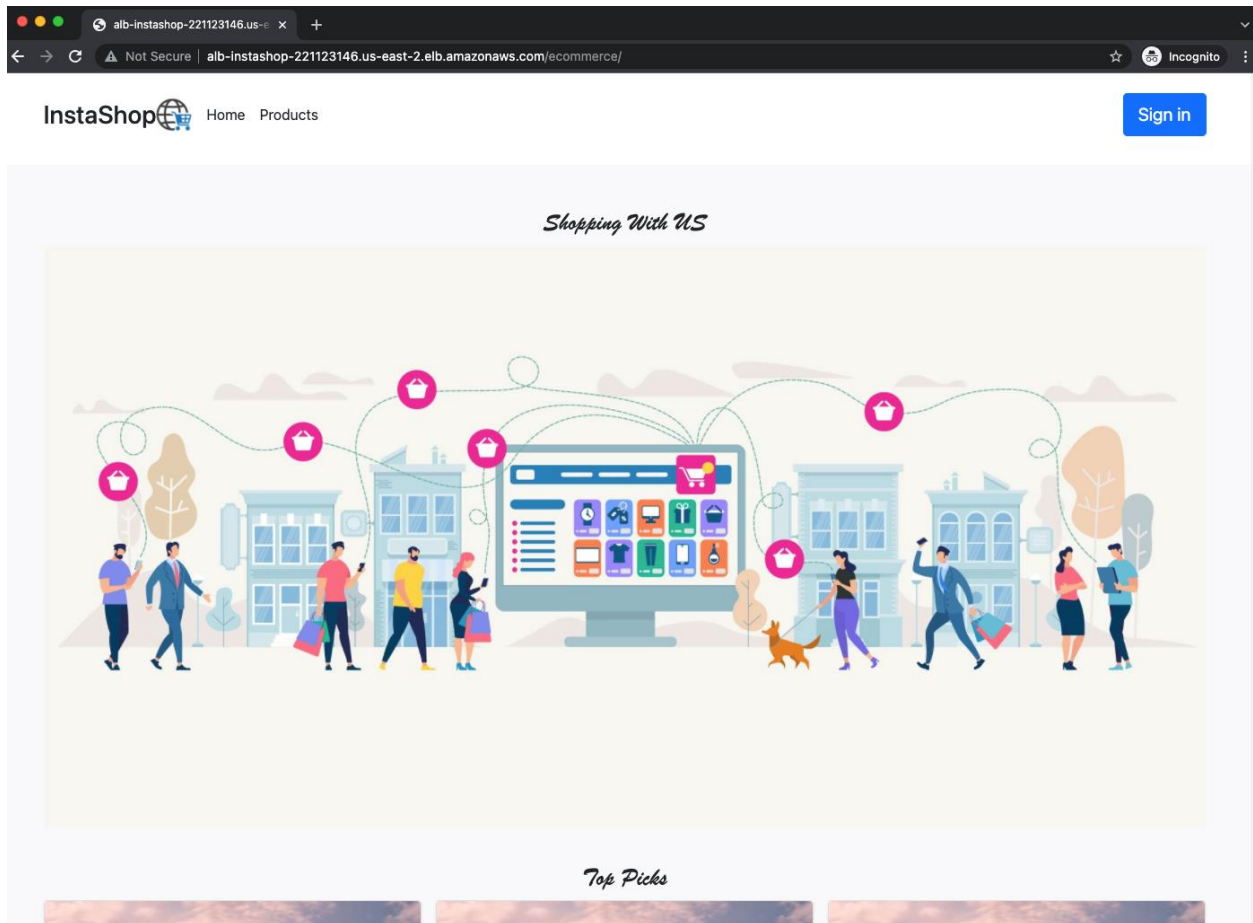 alb-instashop-221123146.us-e
Not Secure | alb-instashop-221123146.us-east-2.elb.amazonaws.com/ecommerce/
Incognito
InstaShop Home Products Sign in
Shopping With US
Top Picks